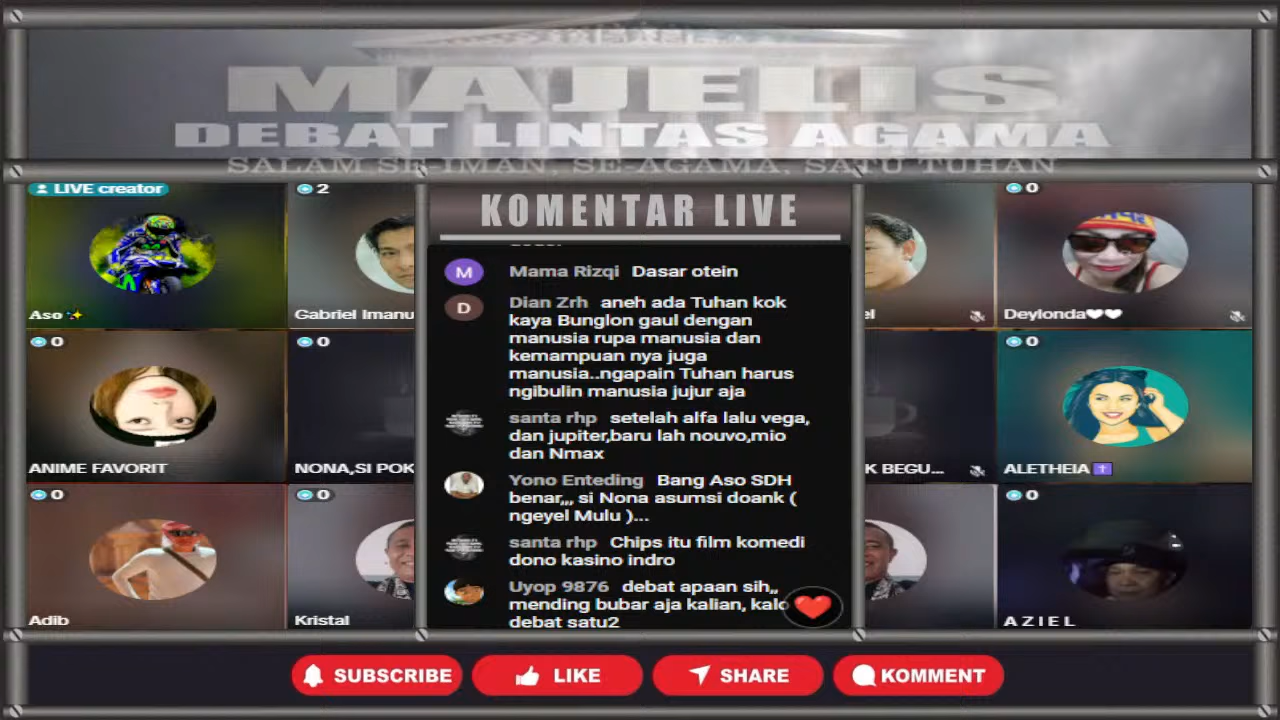 MAJELIS
DEBAT LINTAS AGAMA
SALAM SE-IMAN, SE-AGAMA, SATU TUHAN
LIVE creator
2
0
KOMENTAR LIVE
Aso
Gabriel Imanu
el
Deylonda
Mama Rizqi Dasar otein
Dian Zrh aneh ada Tuhan kok
kaya Bunglon gaul dengan
manusia rupa manusia dan
kemampuan nya juga
manusia..ngapain Tuhan harus
ngibulin manusia jujur aja
santa rhp setelah alfa lalu vega,
dan jupiter,baru lah nouvo,mio
dan Nmax
Yono Enteding Bang Aso SDH
benar,,, si Nona asumsi doank (
ngeyel Mulu )...
santa rhp Chips itu film komedi
dono kasino indro
Uyop 9876 debat apaan sih,,
mending bubar aja kalian, kalo
debat satu2
M
D
0
0
0
ANIME FAVORIT
NONA,SI POK
K BEGU...
ALETHEIA
0
0
0
Adib
Kristal
A Z I E L
SUBSCRIBE
LIKE
SHARE
KOMMENT